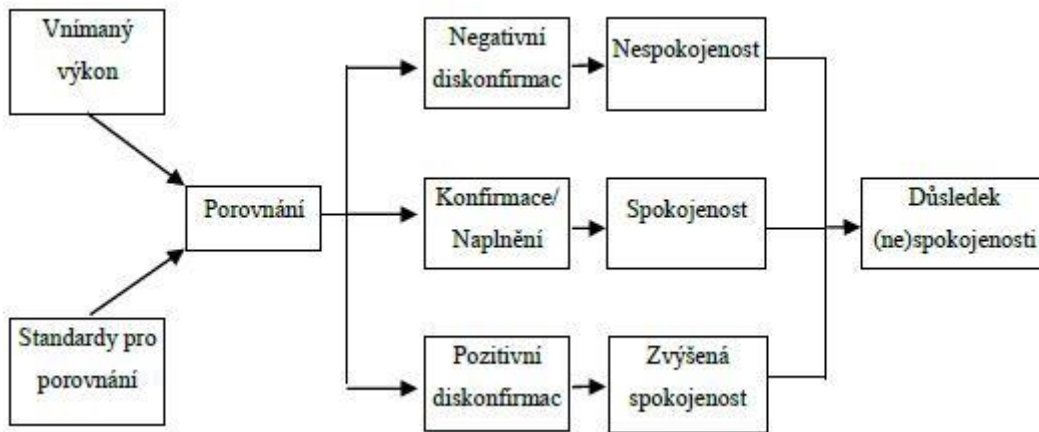 Vnímaný
výkon
Standardy pro
porovnání
Porovnání
Negativní
diskonfirmac
Nespokojenost
Konfirmace/
Naplnění
Spokojenost
Pozitivní
diskonfirmac
Zvýšená
spokojenost
Důsledek
(ne)spokojenosti